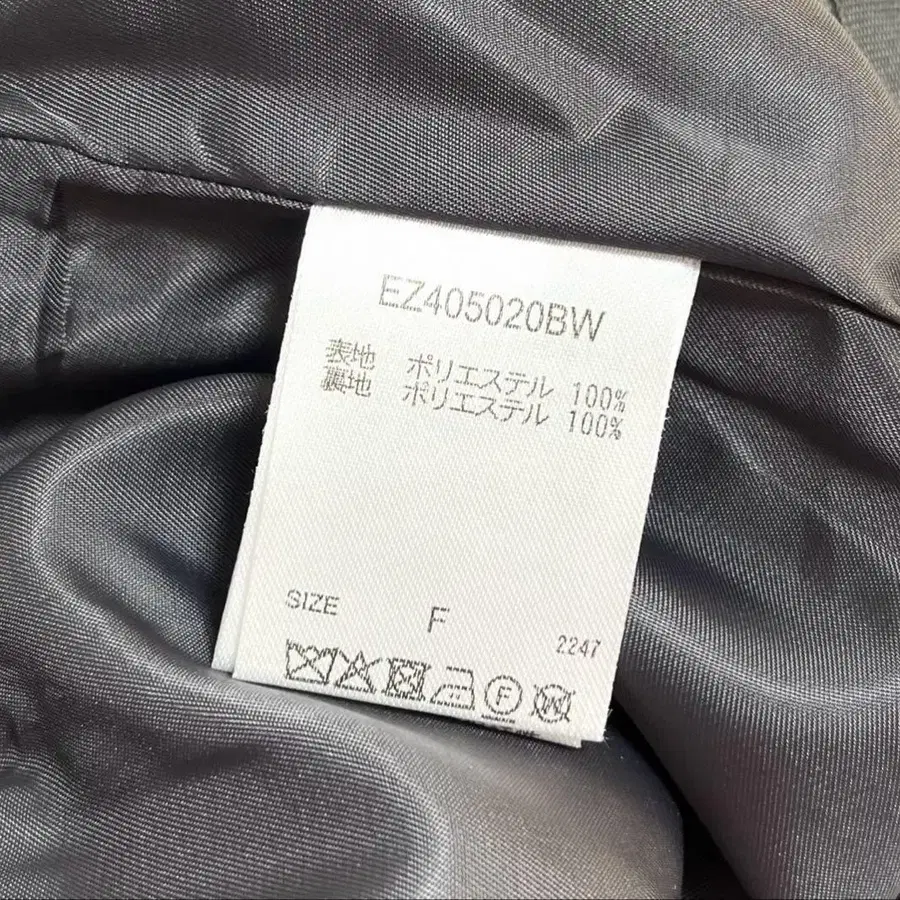 EZ405020BW
表地 ポリエステル 100%
裏地 ポリエステル 100%
SIZE F
2247
F W